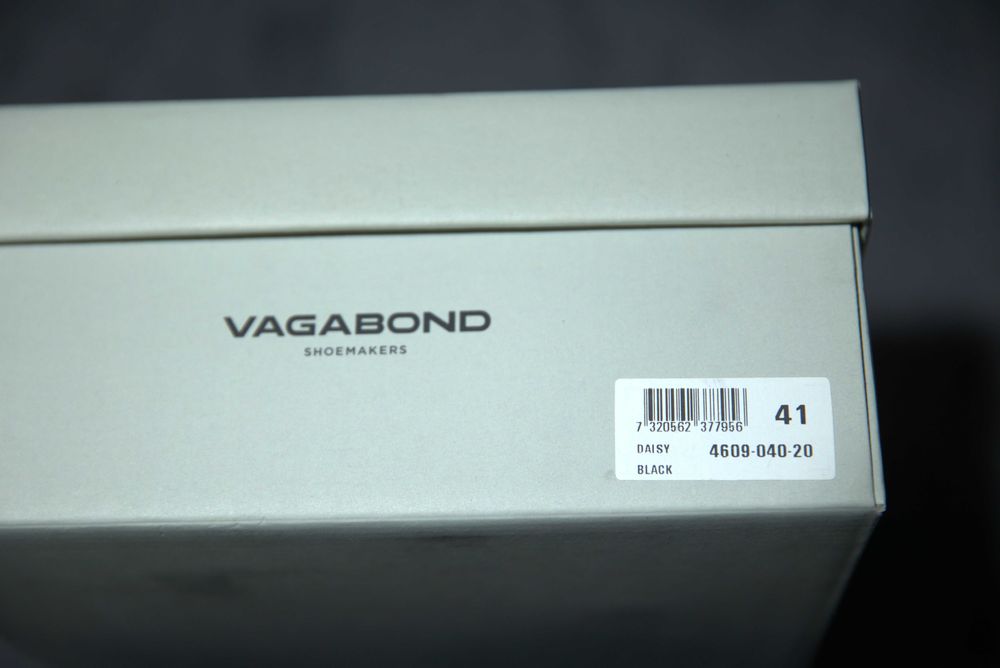 VAGABOND
SHOEMAKERS
41
7 320562 377956
DAISY 4609-040-20
BLACK